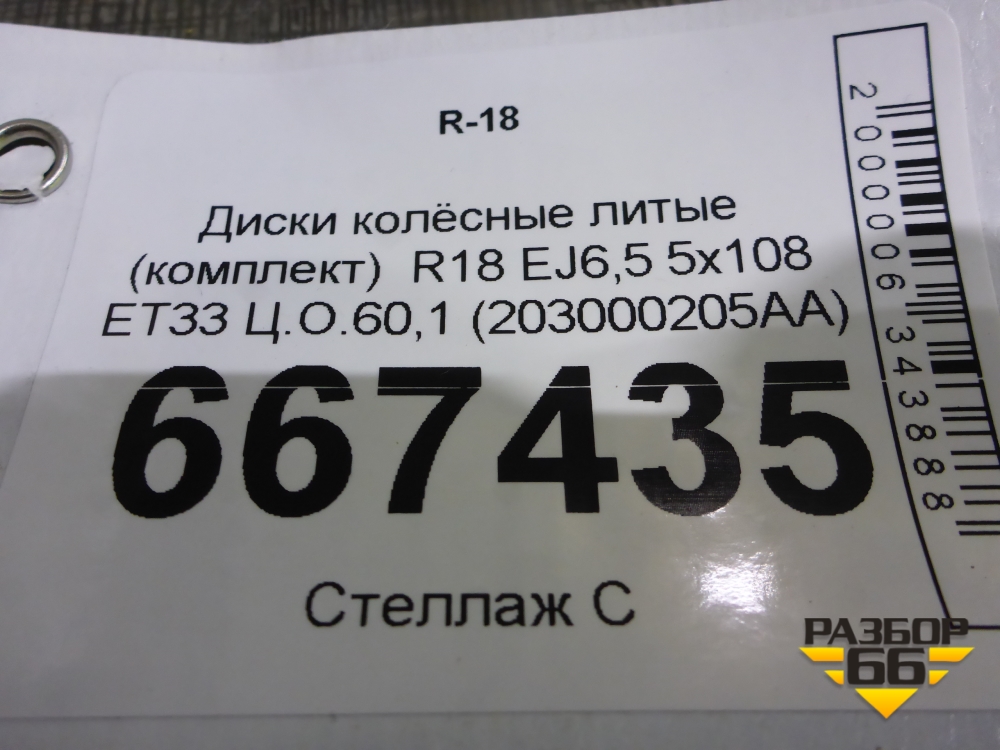 R-18
Диски колёсные литые
(комплект) R18 EJ6,5 5x108
ET33 Ц.О.60,1 (203000205AA)
667435
Стеллаж С
2000006343888
РАЗБОР
66